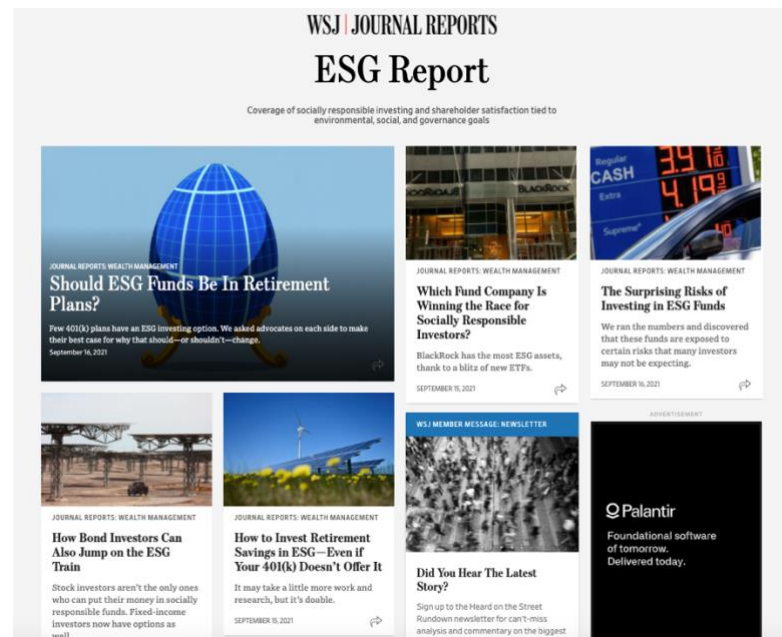 WSJ | JOURNAL REPORTS
ESG Report
Coverage of socially responsible investing and shareholder satisfaction tied to
environmental, social, and governance goals
JOURNAL REPORTS: WEALTH MANAGEMENT
Should ESG Funds Be In Retirement
Plans?
Few 401(k) plans have an ESG investing option. We asked advocates on each side to make
their best case for why that should—or shouldn't—change.
September 16, 2021
BLACKROCK
JOURNAL REPORTS: WEALTH MANAGEMENT
Which Fund Company Is
Winning the Race for
Socially Responsible
Investors?
BlackRock has the most ESG assets,
thanks to a blitz of new ETFs.
SEPTEMBER 15, 2021
Regular
CASH
3.91
Extra
4.19
Supreme+
JOURNAL REPORTS: WEALTH MANAGEMENT
The Surprising Risks of
Investing in ESG Funds
We ran the numbers and discovered
that these funds are exposed to
certain risks that many investors
may not be expecting.
SEPTEMBER 16, 2021
JOURNAL REPORTS: WEALTH MANAGEMENT
How Bond Investors Can
Also Jump on the ESG
Train
Stock investors aren't the only ones
who can put their money in socially
responsible funds. Fixed-income
investors now have options as
well.
JOURNAL REPORTS: WEALTH MANAGEMENT
How to Invest Retirement
Savings in ESG—Even if
Your 401(k) Doesn't Offer It
It may take a little more work and
research, but it's doable.
SEPTEMBER 15, 2021
WSJ MEMBER MESSAGE: NEWSLETTER
Did You Hear The Latest
Story?
Sign up to the Heard on the Street
Rundown newsletter for can't-miss
analysis and commentary on the biggest
ADVERTISEMENT
Palantir
Foundational software
of tomorrow.
Delivered today.